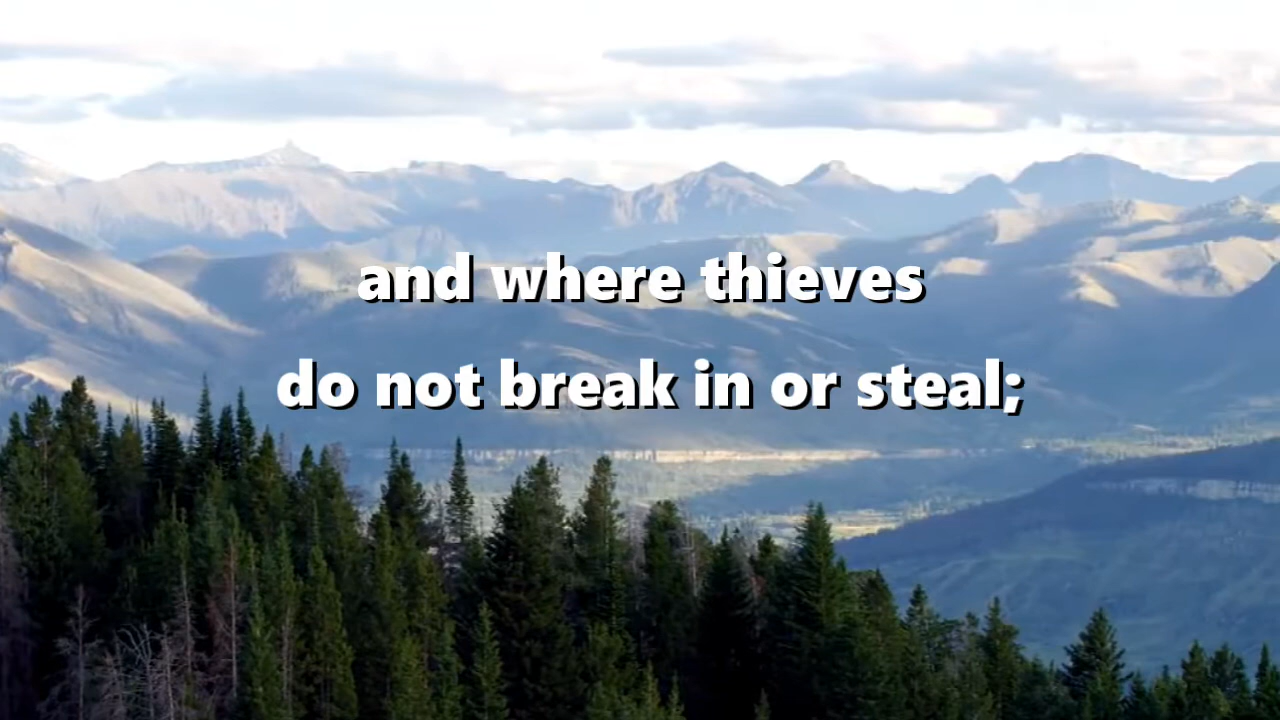 and where thieves
do not break in or steal;